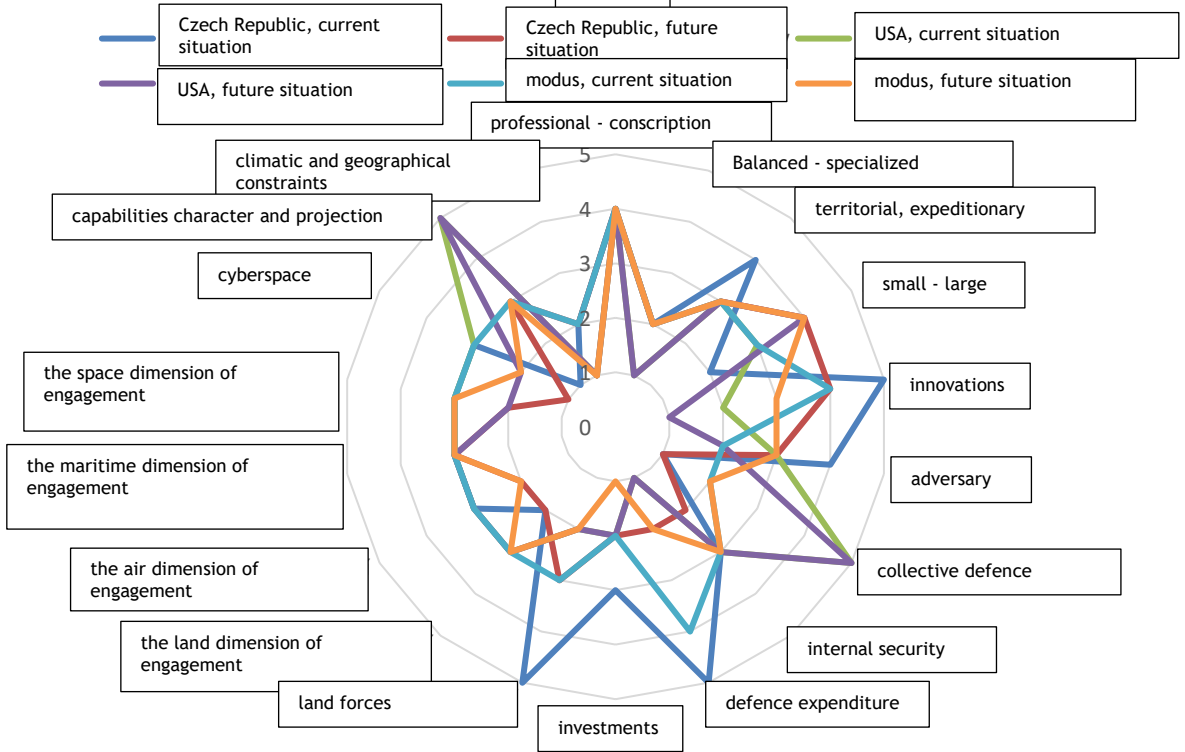 Czech Republic, current
situation
Czech Republic, future
situation
USA, current situation
USA, future situation
modus, current situation
modus, future situation
professional - conscription
climatic and geographical
constraints
Balanced - specialized
capabilities character and projection
territorial, expeditionary
cyberspace
small - large
the space dimension of
engagement
innovations
the maritime dimension of
engagement
adversary
the air dimension of
engagement
collective defence
the land dimension of
engagement
internal security
land forces
defence expenditure
investments
5
4
3
2
1
0